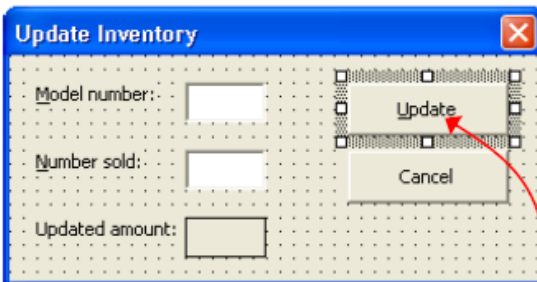 Update Inventory
Model number:
Update
Number sold:
Cancel
Updated amount: